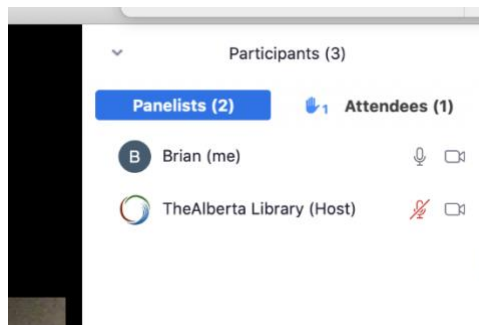 Participants (3)
Panelists (2) 1 Attendees (1)
B Brian (me)
TheAlberta Library (Host)